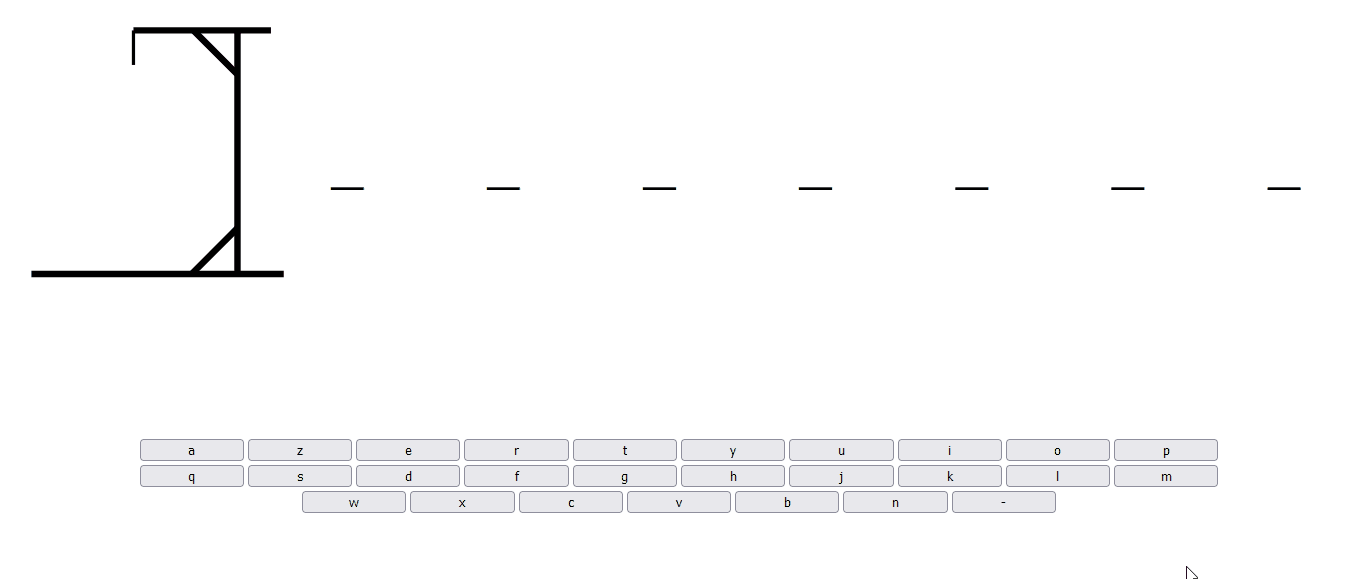 _ _ _ _ _ _ _
a z e r t y u i o p
q s d f g h j k l m
w x c v b n -